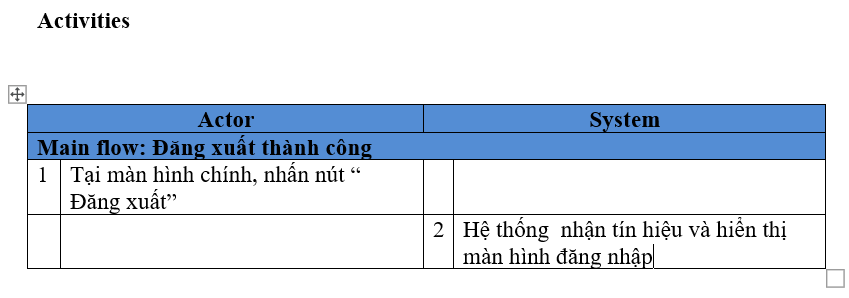 Activities
Actor System
Main flow: Đăng xuất thành công
1 Tại màn hình chính, nhấn nút “
Đăng xuất”
2 Hệ thống  nhận tín hiệu và hiển thị
màn hình đăng nhập